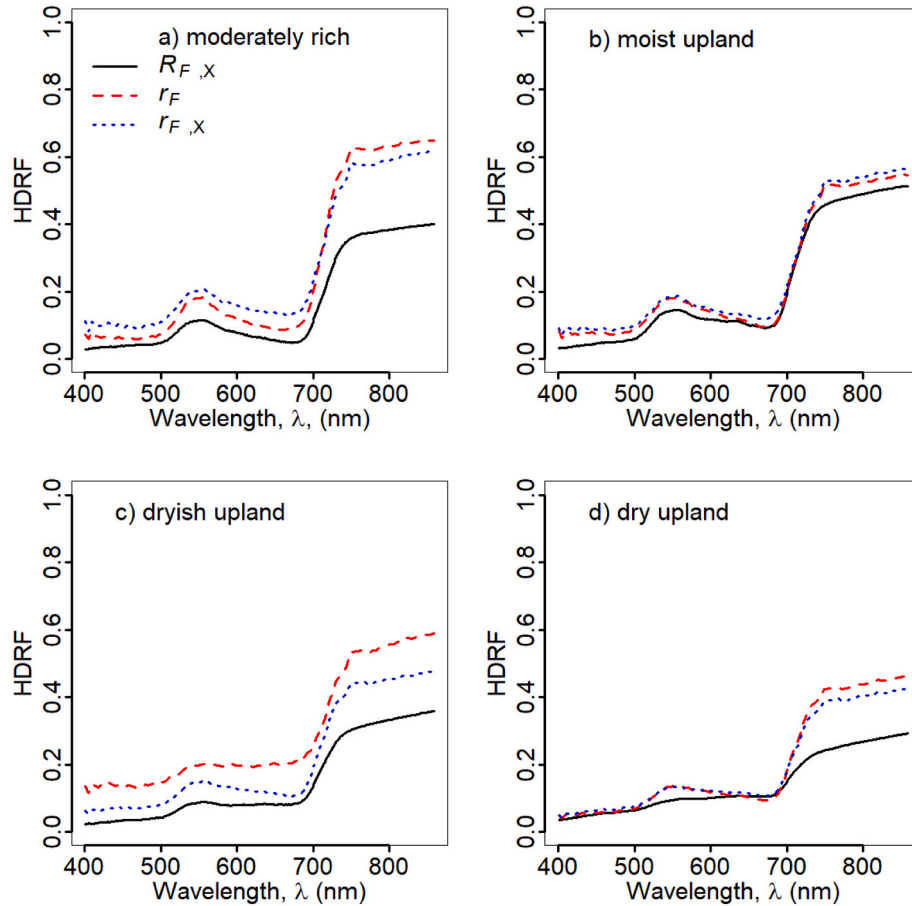 a) moderately rich
R F ,X
r F
r F ,X
HDRF
0.0 0.2 0.4 0.6 0.8 1.0
400 500 600 700 800
Wavelength, λ, (nm)
b) moist upland
HDRF
0.0 0.2 0.4 0.6 0.8 1.0
400 500 600 700 800
Wavelength, λ (nm)
c) dryish upland
HDRF
0.0 0.2 0.4 0.6 0.8 1.0
400 500 600 700 800
Wavelength, λ (nm)
d) dry upland
HDRF
0.0 0.2 0.4 0.6 0.8 1.0
400 500 600 700 800
Wavelength, λ (nm)